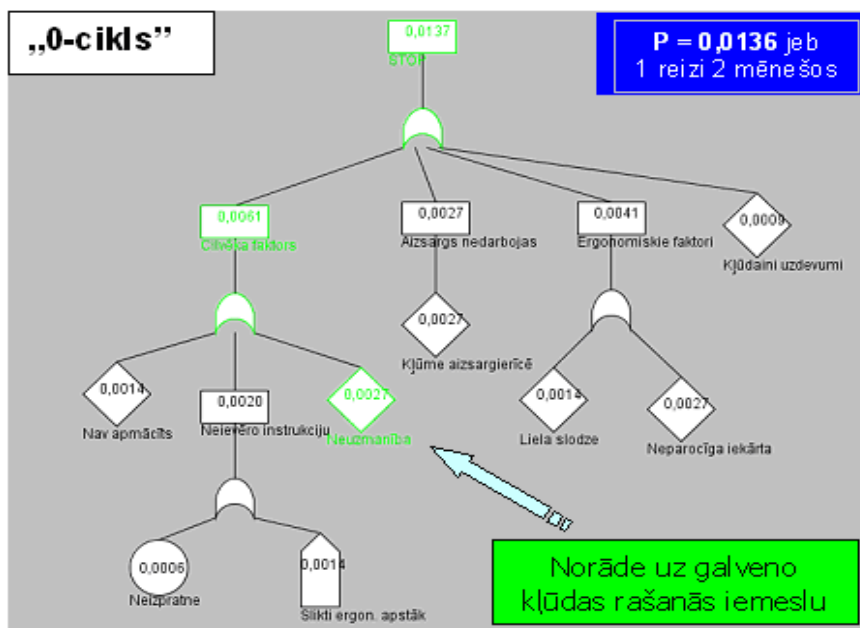 „0-cikls”
P = 0,0136 jeb
1 reizi 2 mēnešos
0,0137
STOP
0,0061
Cilvēka faktors
0,0027
Aizsargs nedarbojas
0,0041
Ergonomiskie faktori
0,0009
Kļūdaini uzdevumi
0,0027
Kļūme aizsargierīcē
0,0014
Nav apmācīts
0,0020
Neievēro instrukciju
0,0027
Neuzmanība
0,0014
Liela slodze
0,0027
Neparocīga iekārta
0,0006
Neizpratne
0,0014
Slikti ergon. apstāk
Norāde uz galveno
kļūdas rašanās iemeslu